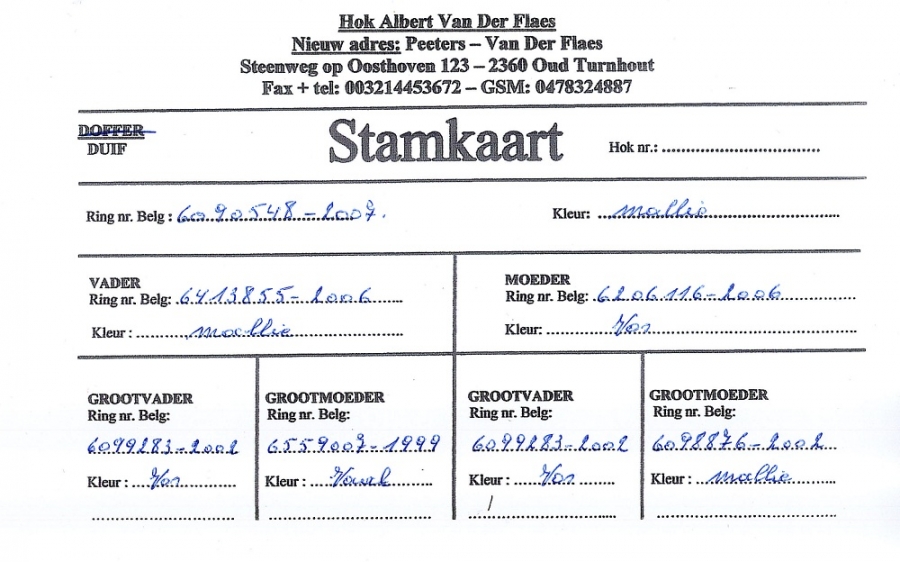 Hok Albert Van Der Flaes
Nieuw adres: Peeters – Van Der Flaes
Steenweg op Oosthoven 123 – 2360 Oud Turnhout
Fax + tel: 003214453672 – GSM: 0478324887
DOFFER
DUIF
Stamkaart
Hok nr.: ....................................
Ring nr. Belg : 6090548-2007.
Kleur: mallie
VADER
Ring nr. Belg: 6413855-2006
Kleur : maellie
MOEDER
Ring nr. Belg: 6206116-2006
Kleur: Vos
GROOTVADER
Ring nr. Belg:
6099283-2002
Kleur : Vos
GROOTMOEDER
Ring nr. Belg:
6559007-1999
Kleur :
GROOTVADER
Ring nr. Belg:
6099283-2002
Kleur : Vos
/
GROOTMOEDER
Ring nr. Belg:
6098876-2002
Kleur : mallie